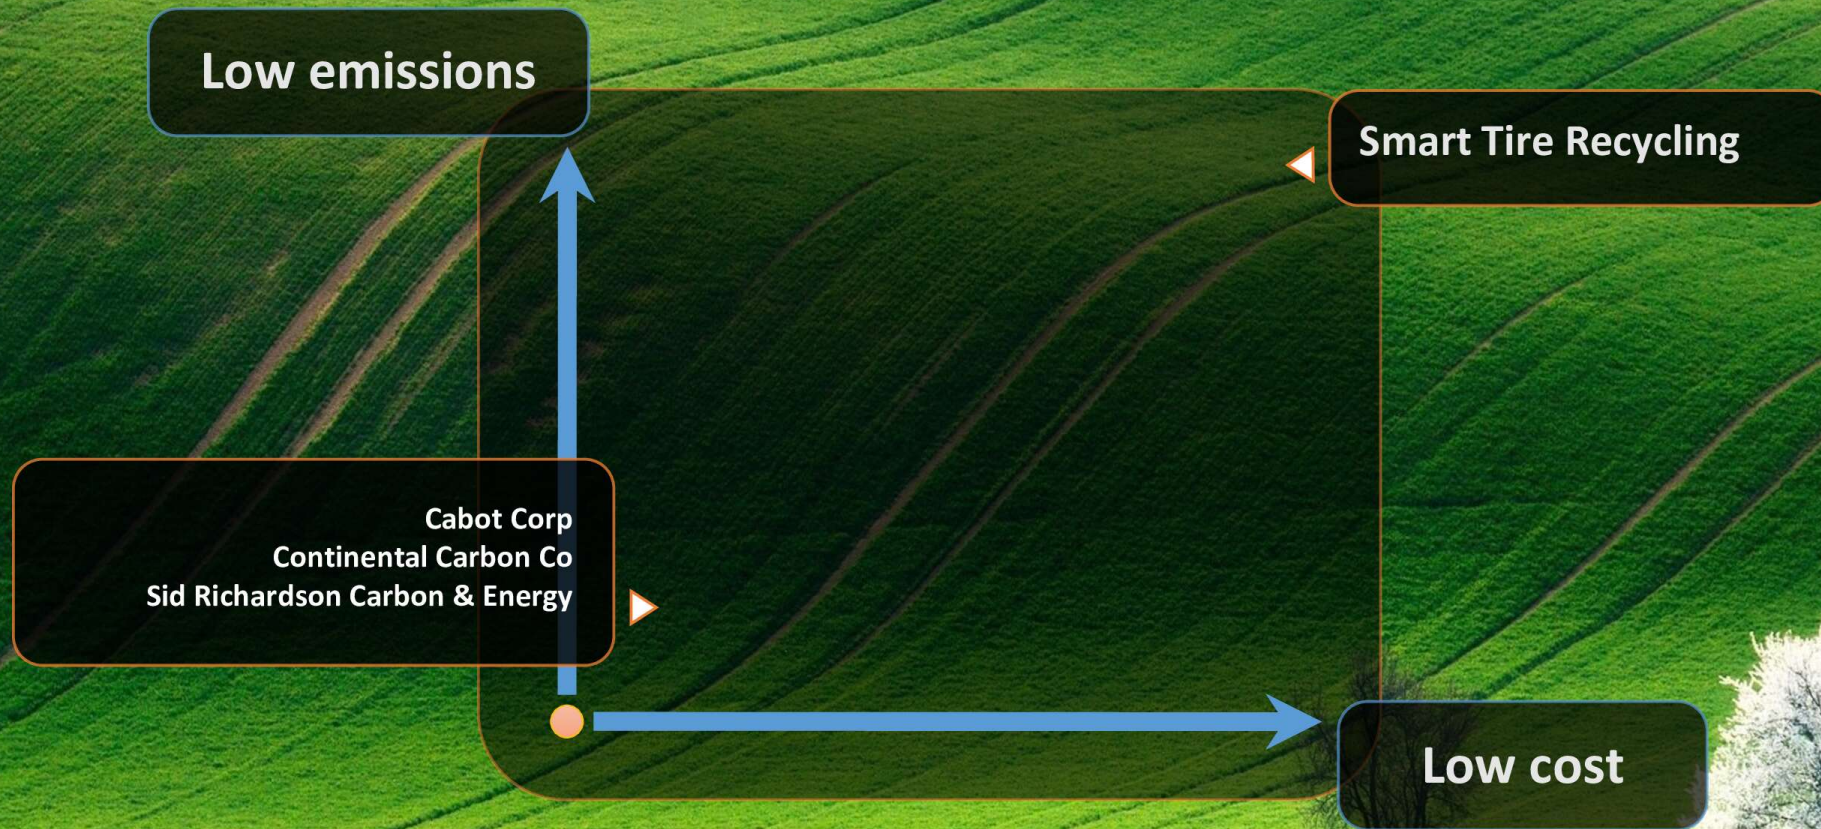 Low emissions
Smart Tire Recycling
Cabot Corp
Continental Carbon Co
Sid Richardson Carbon & Energy
Low cost